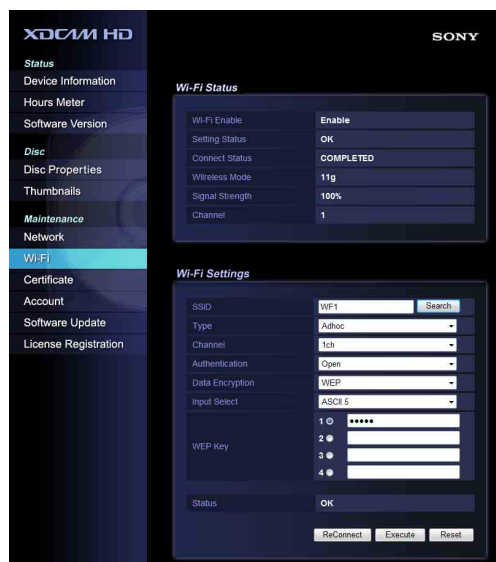 XDCAM HD
SONY
Status
Device Information
Hours Meter
Software Version
Disc
Disc Properties
Thumbnails
Maintenance
Network
Wi-Fi
Certificate
Account
Software Update
License Registration
Wi-Fi Status
Wi-Fi Enable Enable
Setting Status OK
Connect Status COMPLETED
Wilreless Mode 11g
Signal Strength 100%
Channel 1
Wi-Fi Settings
SSID WF1 Search
Type Adhoc
Channel 1ch
Authentication Open
Data Encryption WEP
Input Select ASCII 5
WEP Key
1 •••••
2
3
4
Status OK
ReConnect Execute Reset